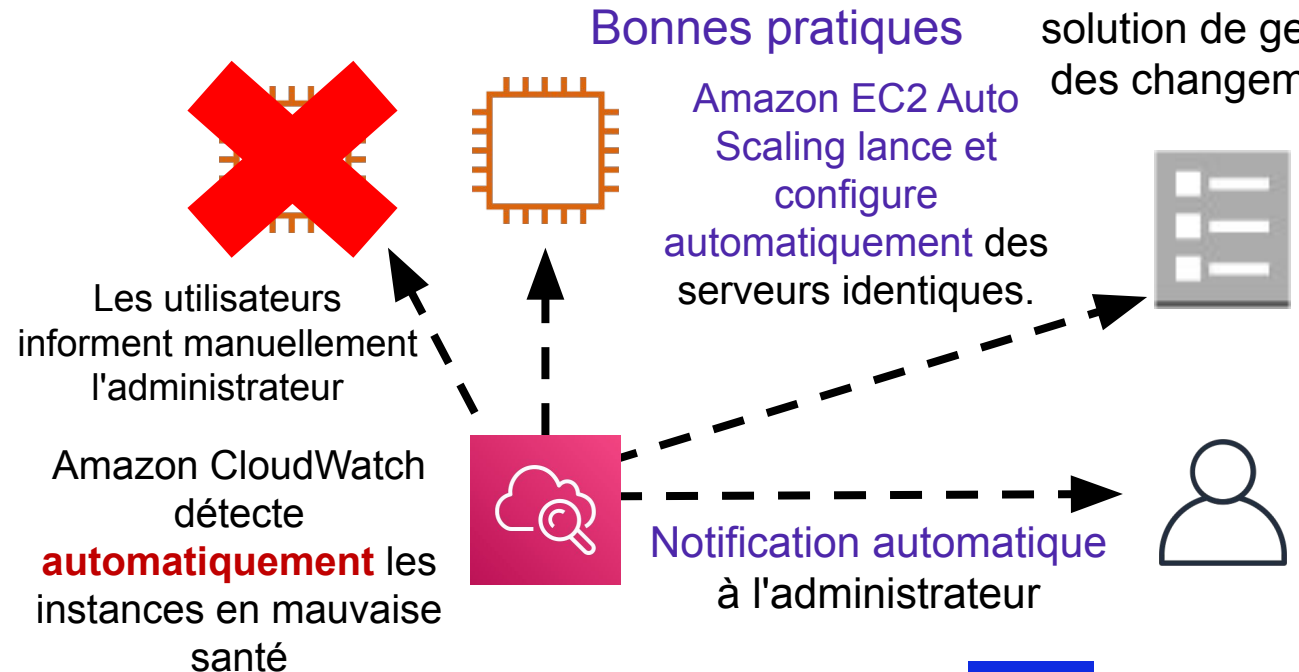 Bonnes pratiques
solution de ge
des changem
Amazon EC2 Auto
Scaling lance et
configure
automatiquement des
serveurs identiques.
Les utilisateurs
informent manuellement
l'administrateur
Amazon CloudWatch
détecte
automatiquement les
instances en mauvaise
santé
Notification automatique
à l'administrateur